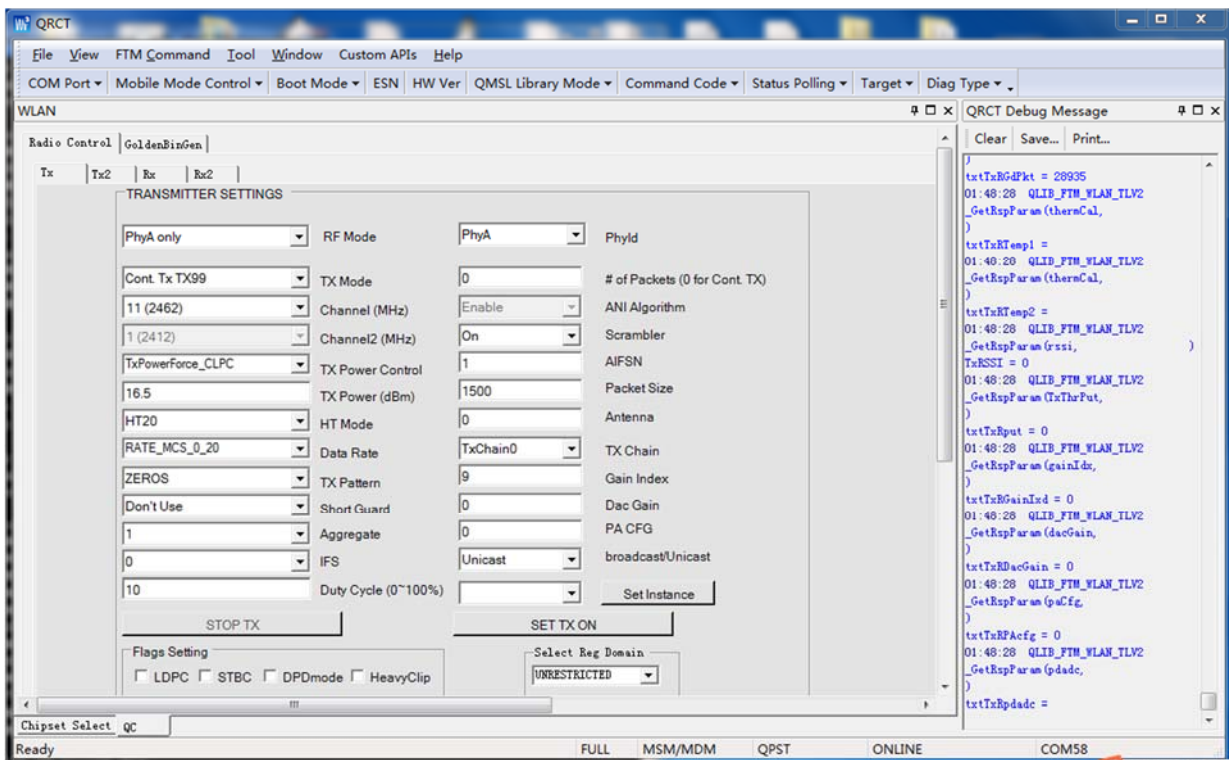 QRCT
File View FTM Command Tool Window Custom APIs Help
COM Port Mobile Mode Control Boot Mode ESN HW Ver QMSL Library Mode Command Code Status Polling Target Diag Type
WLAN
Radio Control GoldenBinGen
Tx Tx2 Rx Rx2
TRANSMITTER SETTINGS
PhyA only RF Mode PhyA PhyId
Cont. Tx TX99 TX Mode 0 # of Packets (0 for Cont. TX)
11 (2462) Channel (MHz) Enable ANI Algorithm
1 (2412) Channel2 (MHz) On Scrambler
TxPowerForce_CLPC TX Power Control 1 AIFSN
16.5 TX Power (dBm) 1500 Packet Size
HT20 HT Mode 0 Antenna
RATE_MCS_0_20 Data Rate TxChain0 TX Chain
ZEROS TX Pattern 9 Gain Index
Don't Use Short Guard 0 Dac Gain
1 Aggregate 0 PA CFG
0 IFS Unicast broadcast/Unicast
10 Duty Cycle (0~100%) Set Instance
STOP TX SET TX ON
Flags Setting Select Reg Domain
LDPC STBC DPDmode HeavyClip UNRESTRICTED
Chipset Select QC
QRCT Debug Message
Clear Save... Print...
)
txtTxRGdPkt = 28935
01:48:28 QLIB_FTM_WLAN_TLV2
_GetRspParam(thermCal,
)
txtTxRTemp1 =
01:48:28 QLIB_FTM_WLAN_TLV2
_GetRspParam(thermCal,
)
txtTxRTemp2 =
01:48:28 QLIB_FTM_WLAN_TLV2
_GetRspParam(rssi, )
TxRSSI = 0
01:48:28 QLIB_FTM_WLAN_TLV2
_GetRspParam(TxThrPut,
)
txtTxRput = 0
01:48:28 QLIB_FTM_WLAN_TLV2
_GetRspParam(gainIdx,
)
txtTxRGainIxd = 0
01:48:28 QLIB_FTM_WLAN_TLV2
_GetRspParam(dacGain,
)
txtTxRDacGain = 0
01:48:28 QLIB_FTM_WLAN_TLV2
_GetRspParam(paCfg,
)
txtTxRPAcfg = 0
01:48:28 QLIB_FTM_WLAN_TLV2
_GetRspParam(pdadc,
)
txtTxRpdadc =
Ready FULL MSM/MDM QPST ONLINE COM58